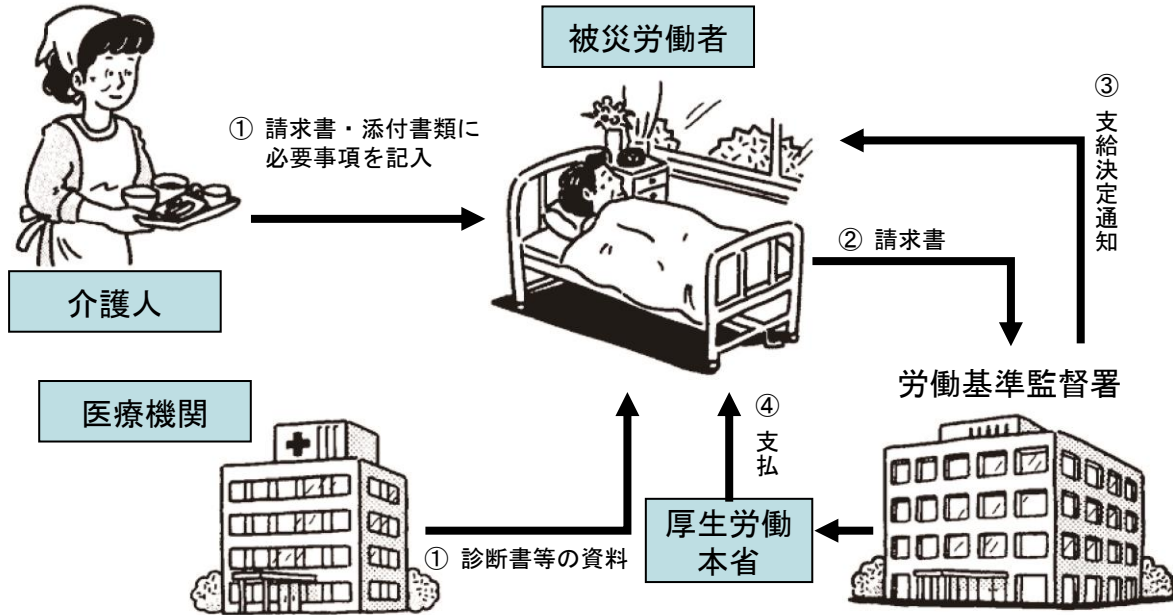 被災労働者
① 請求書・添付書類に
必要事項を記入
③ 支給決定通知
② 請求書
介護人
労働基準監督署
医療機関
④ 支払
厚生労働
本省
① 診断書等の資料